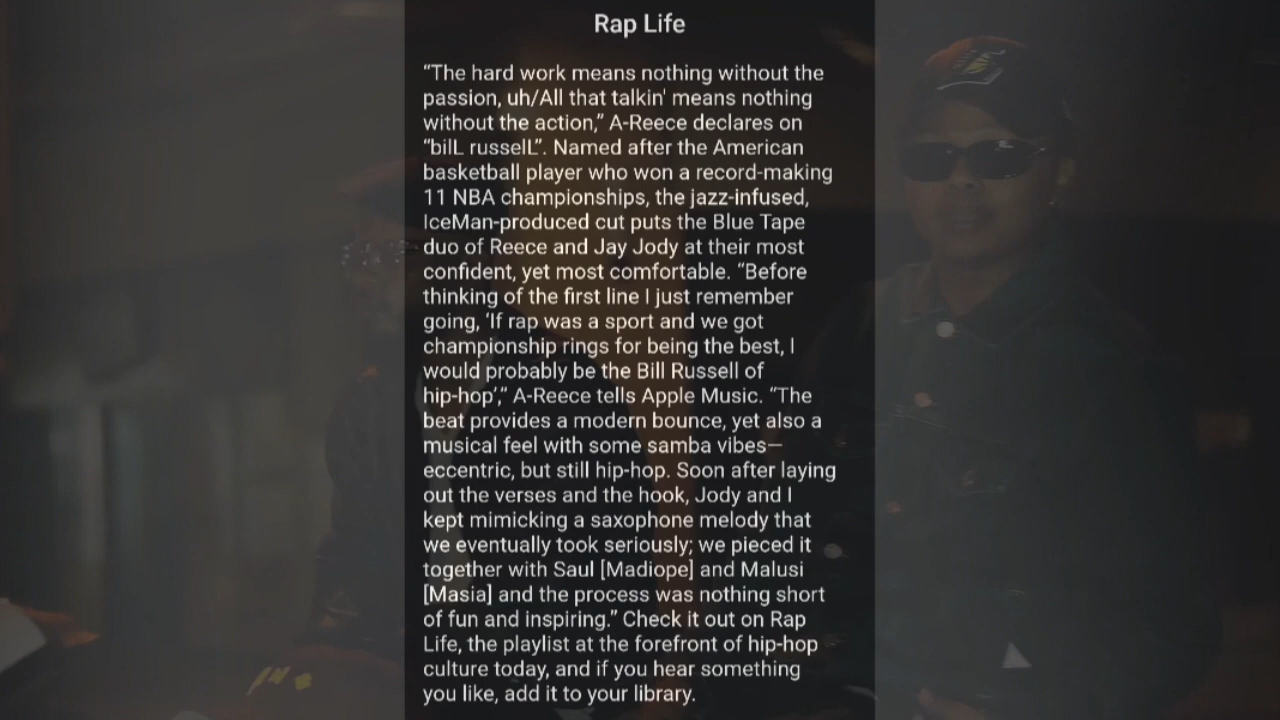 Rap Life
“The hard work means nothing without the
passion, uh/All that talkin' means nothing
without the action,” A-Reece declares on
“bilL russelL”. Named after the American
basketball player who won a record-making
11 NBA championships, the jazz-infused,
IceMan-produced cut puts the Blue Tape
duo of Reece and Jay Jody at their most
confident, yet most comfortable. “Before
thinking of the first line I just remember
going, ‘If rap was a sport and we got
championship rings for being the best, I
would probably be the Bill Russell of
hip-hop’,“ A-Reece tells Apple Music. “The
beat provides a modern bounce, yet also a
musical feel with some samba vibes—
eccentric, but still hip-hop. Soon after laying
out the verses and the hook, Jody and I
kept mimicking a saxophone melody that
we eventually took seriously; we pieced it
together with Saul [Madiope] and Malusi
[Masia] and the process was nothing short
of fun and inspiring.” Check it out on Rap
Life, the playlist at the forefront of hip-hop
culture today, and if you hear something
you like, add it to your library.